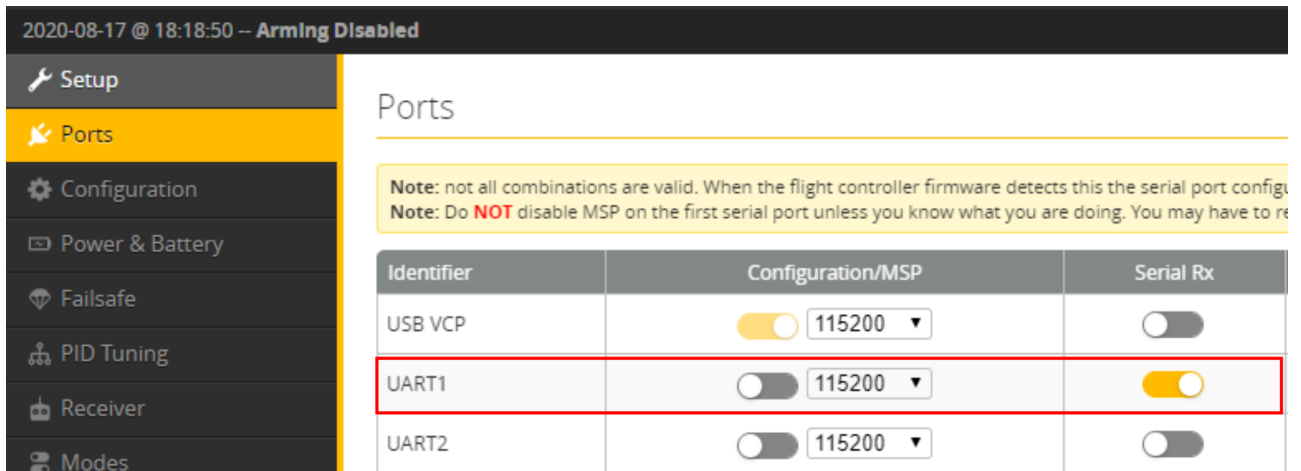 2020-08-17 @ 18:18:50 -- Arming Disabled
Setup
Ports
Configuration
Power & Battery
Failsafe
PID Tuning
Receiver
Modes
Ports
Note: not all combinations are valid. When the flight controller firmware detects this the serial port
Note: Do NOT disable MSP on the first serial port unless you know what you are doing. You may have to
Identifier Configuration/MSP Serial Rx
USB VCP 115200
UART1 115200
UART2 115200